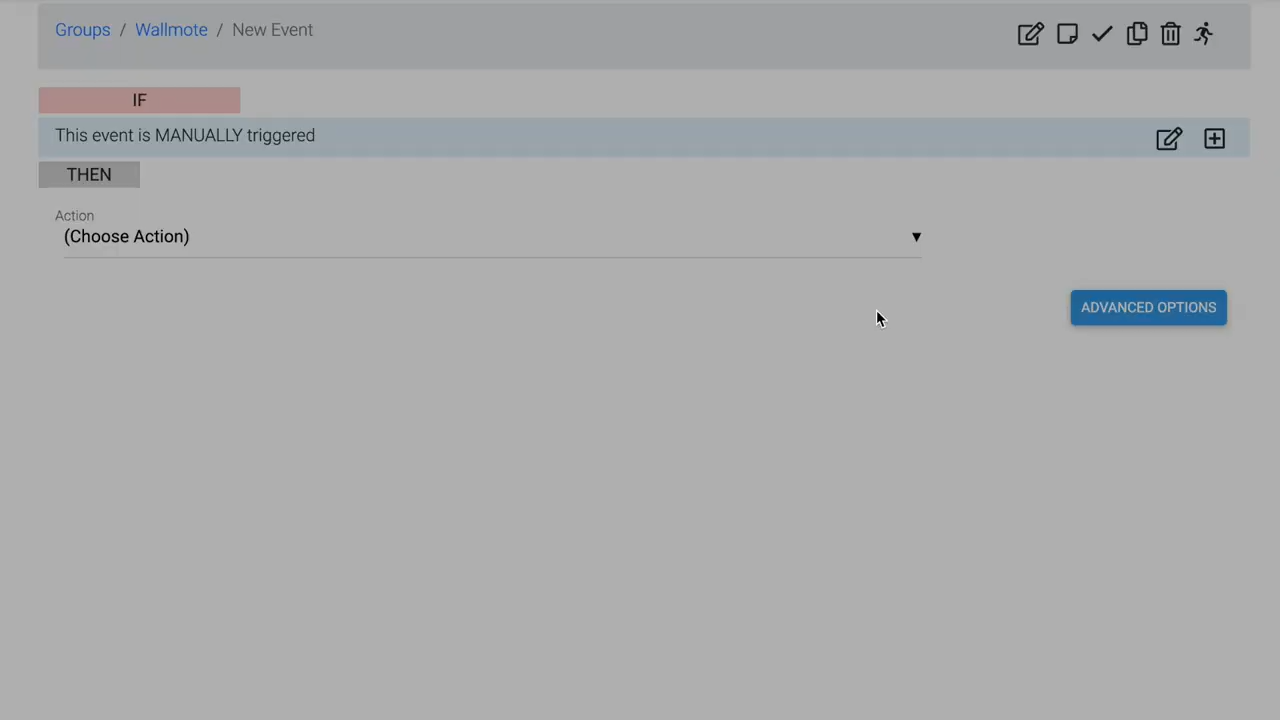 Groups / Wallmote / New Event
IF
This event is MANUALLY triggered
THEN
Action
(Choose Action)
ADVANCED OPTIONS